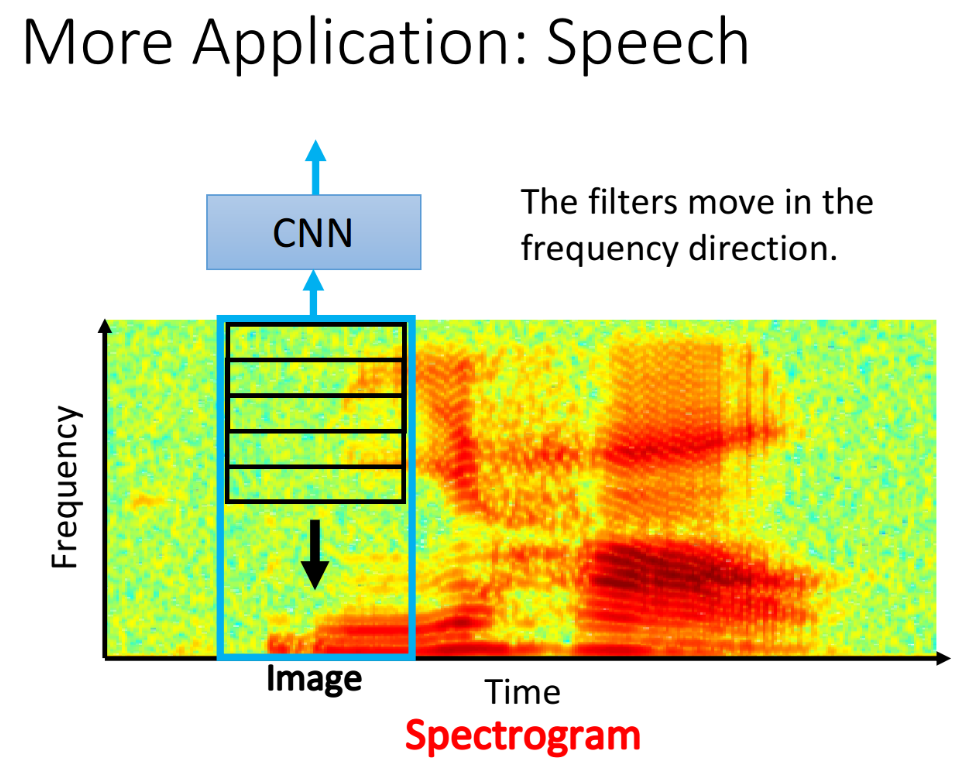 More Application: Speech
CNN
The filters move in the
frequency direction.
Frequency
Image
Time
Spectrogram